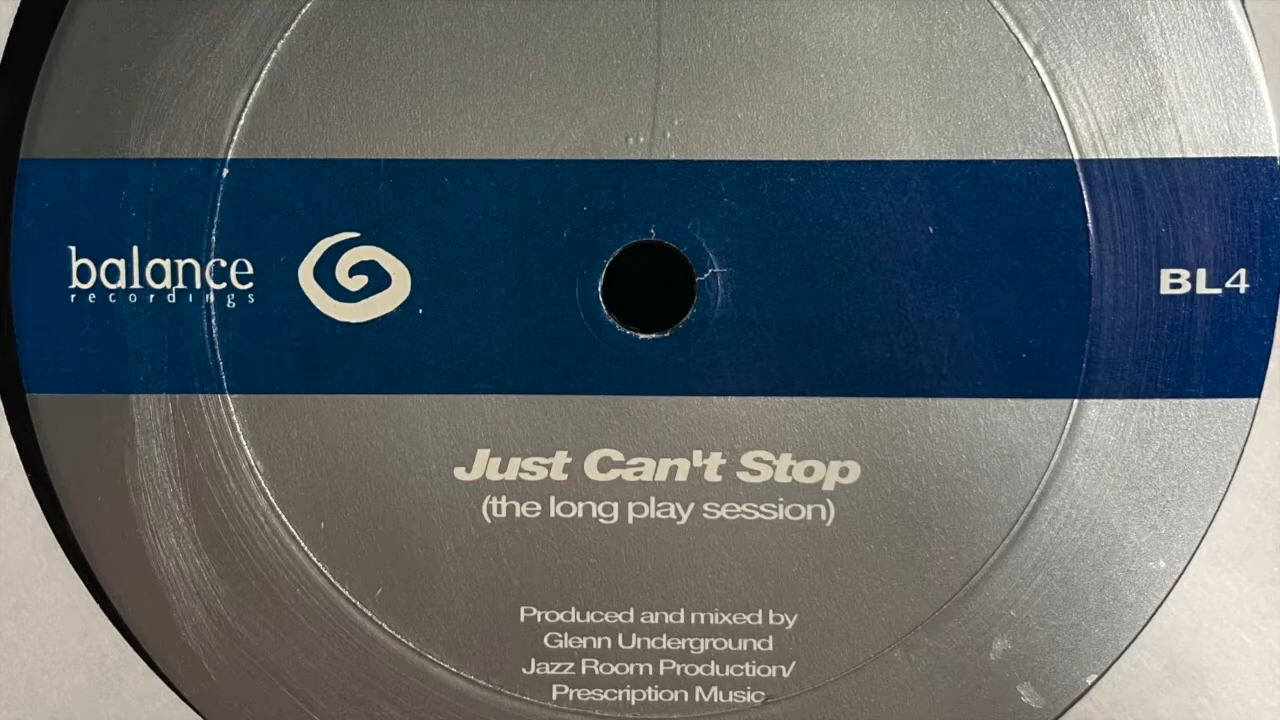 balance
recordings
BL4
Just Can't Stop
(the long play session)
Produced and mixed by
Glenn Underground
Jazz Room Production/
Prescription Music